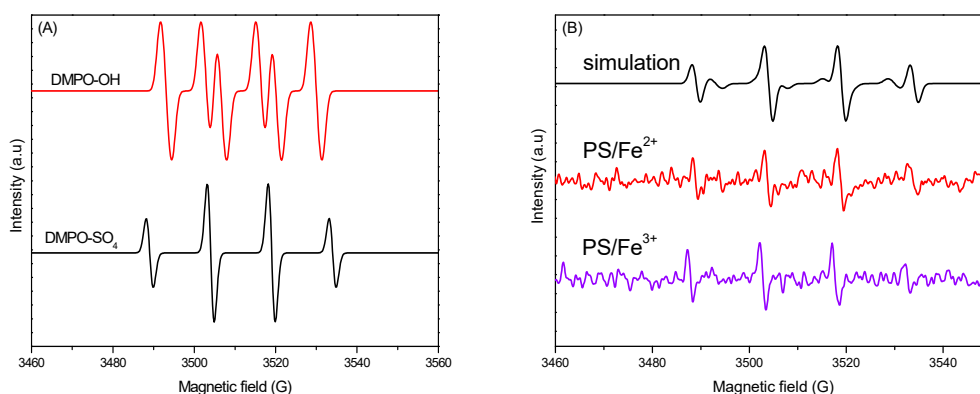 (A)
DMPO-OH
DMPO-SO4
Intensity (a.u)
3460 3480 3500 3520 3540 3560
Magnetic field (G)
(B)
simulation
PS/Fe2+
PS/Fe3+
Intensity (a.u)
3460 3480 3500 3520 3540
Magnetic field (G)